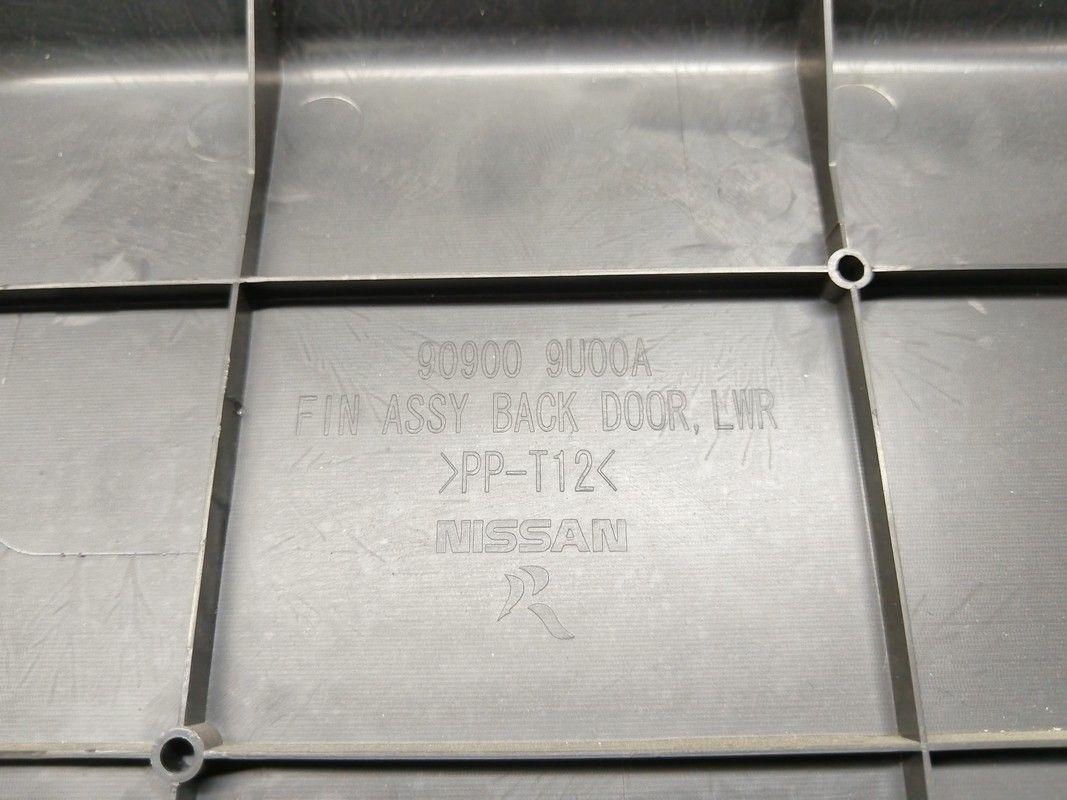 90900 9U00A
FIN ASSY BACK DOOR, LWR
>PP-T12<
NISSAN
R